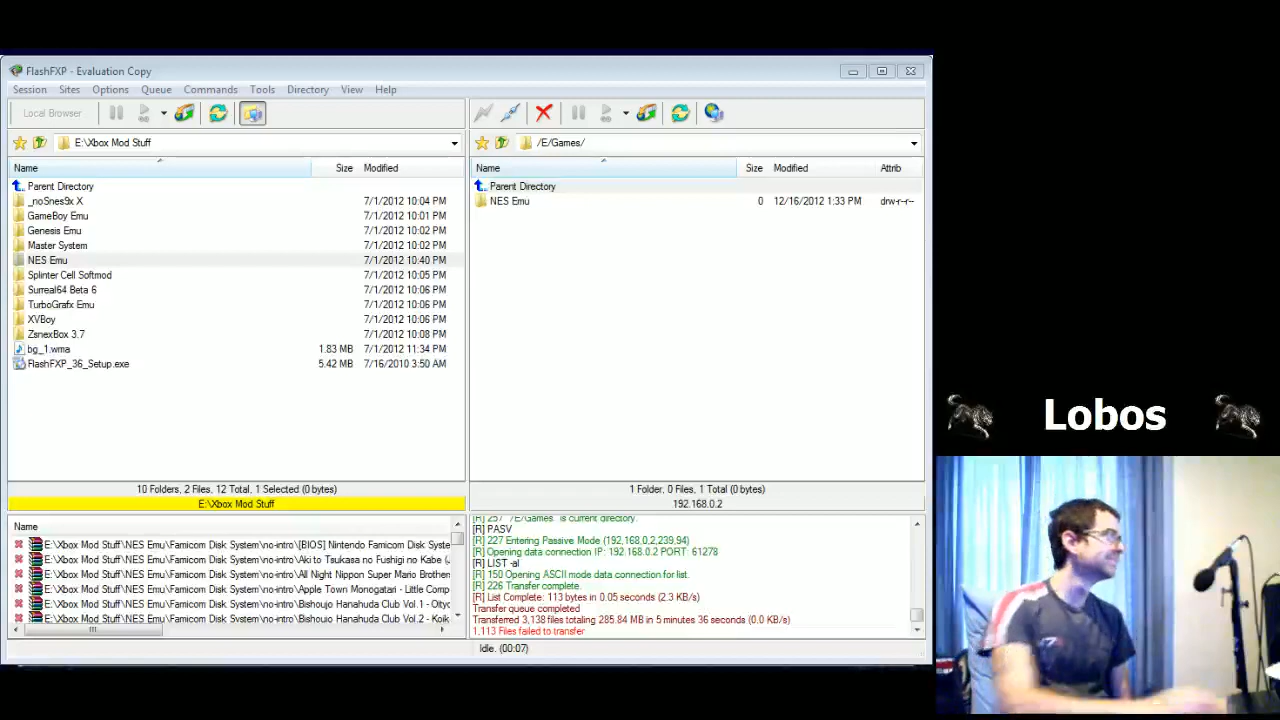 FlashFXP - Evaluation Copy
Session Sites Options Queue Commands Tools Directory View Help
Local Browser
E:\Xbox Mod Stuff
Name Size Modified
Parent Directory
_noSnes9x X 7/1/2012 10:04 PM
GameBoy Emu 7/1/2012 10:01 PM
Genesis Emu 7/1/2012 10:02 PM
Master System 7/1/2012 10:02 PM
NES Emu 7/1/2012 10:40 PM
Splinter Cell Softmod 7/1/2012 10:05 PM
Surreal64 Beta 6 7/1/2012 10:06 PM
TurboGrafx Emu 7/1/2012 10:06 PM
XVBoy 7/1/2012 10:06 PM
ZsnexBox 3.7 7/1/2012 10:08 PM
bg_1.wma 1.83 MB 7/1/2012 11:34 PM
FlashFXP_36_Setup.exe 5.42 MB 7/16/2010 3:50 AM
10 Folders, 2 Files, 12 Total, 1 Selected (0 bytes)
E:\Xbox Mod Stuff
/E/Games/
Name Size Modified Attrib
Parent Directory
NES Emu 0 12/16/2012 1:33 PM drw-r-r--
1 Folder, 0 Files, 1 Total (0 bytes)
192.168.0.2
Name
E:\Xbox Mod Stuff\NES Emu\Famicom Disk System\no-intro\[BIOS] Nintendo Famicom Disk Syste
E:\Xbox Mod Stuff\NES Emu\Famicom Disk System\no-intro\Aki to Tsukasa no Fushigi no Kabe (
E:\Xbox Mod Stuff\NES Emu\Famicom Disk System\no-intro\All Night Nippon Super Mario Brother
E:\Xbox Mod Stuff\NES Emu\Famicom Disk System\no-intro\Apple Town Monogatari - Little Comp
E:\Xbox Mod Stuff\NES Emu\Famicom Disk System\no-intro\Bishoujo Hanahuda Club Vol.1 - Oityo
E:\Xbox Mod Stuff\NES Emu\Famicom Disk System\no-intro\Bishoujo Hanahuda Club Vol.2 - Koik
[R] 257 "/E/Games" is current directory.
[R] PASV
[R] 227 Entering Passive Mode (192,168,0,2,239,94)
[R] Opening data connection IP: 192.168.0.2 PORT: 61278
[R] LIST -al
[R] 150 Opening ASCII mode data connection for list.
[R] 226 Transfer complete.
[R] List Complete: 113 bytes in 0.05 seconds (2.3 KB/s)
Transfer queue completed
Transferred 3,138 files totaling 285.84 MB in 5 minutes 36 seconds (0.0 KB/s)
1,113 Files failed to transfer
Idle. (00:07)
Lobos